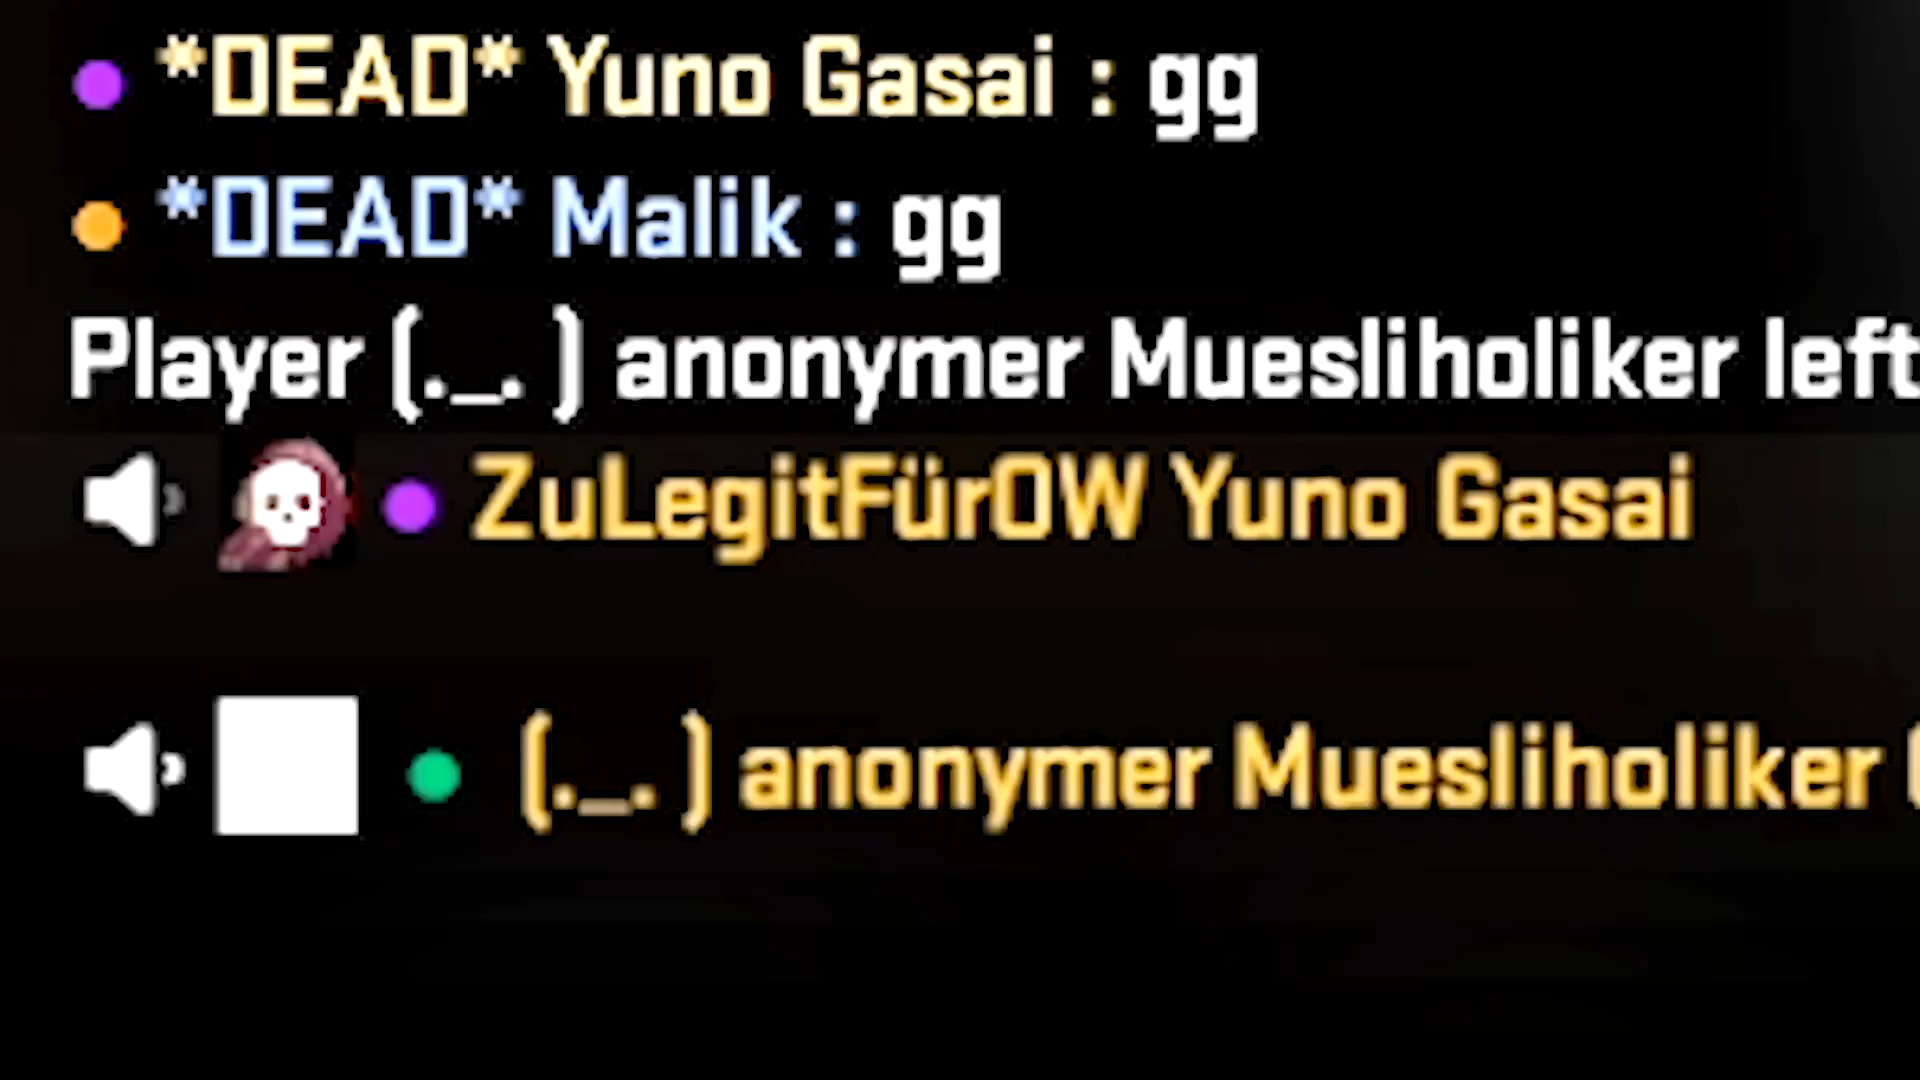 *DEAD* Yuno Gasai : gg
*DEAD* Malik : gg
Player (._. ) anonymer Muesliholiker left
ZuLegitFürOW Yuno Gasai
(._. ) anonymer Muesliholiker